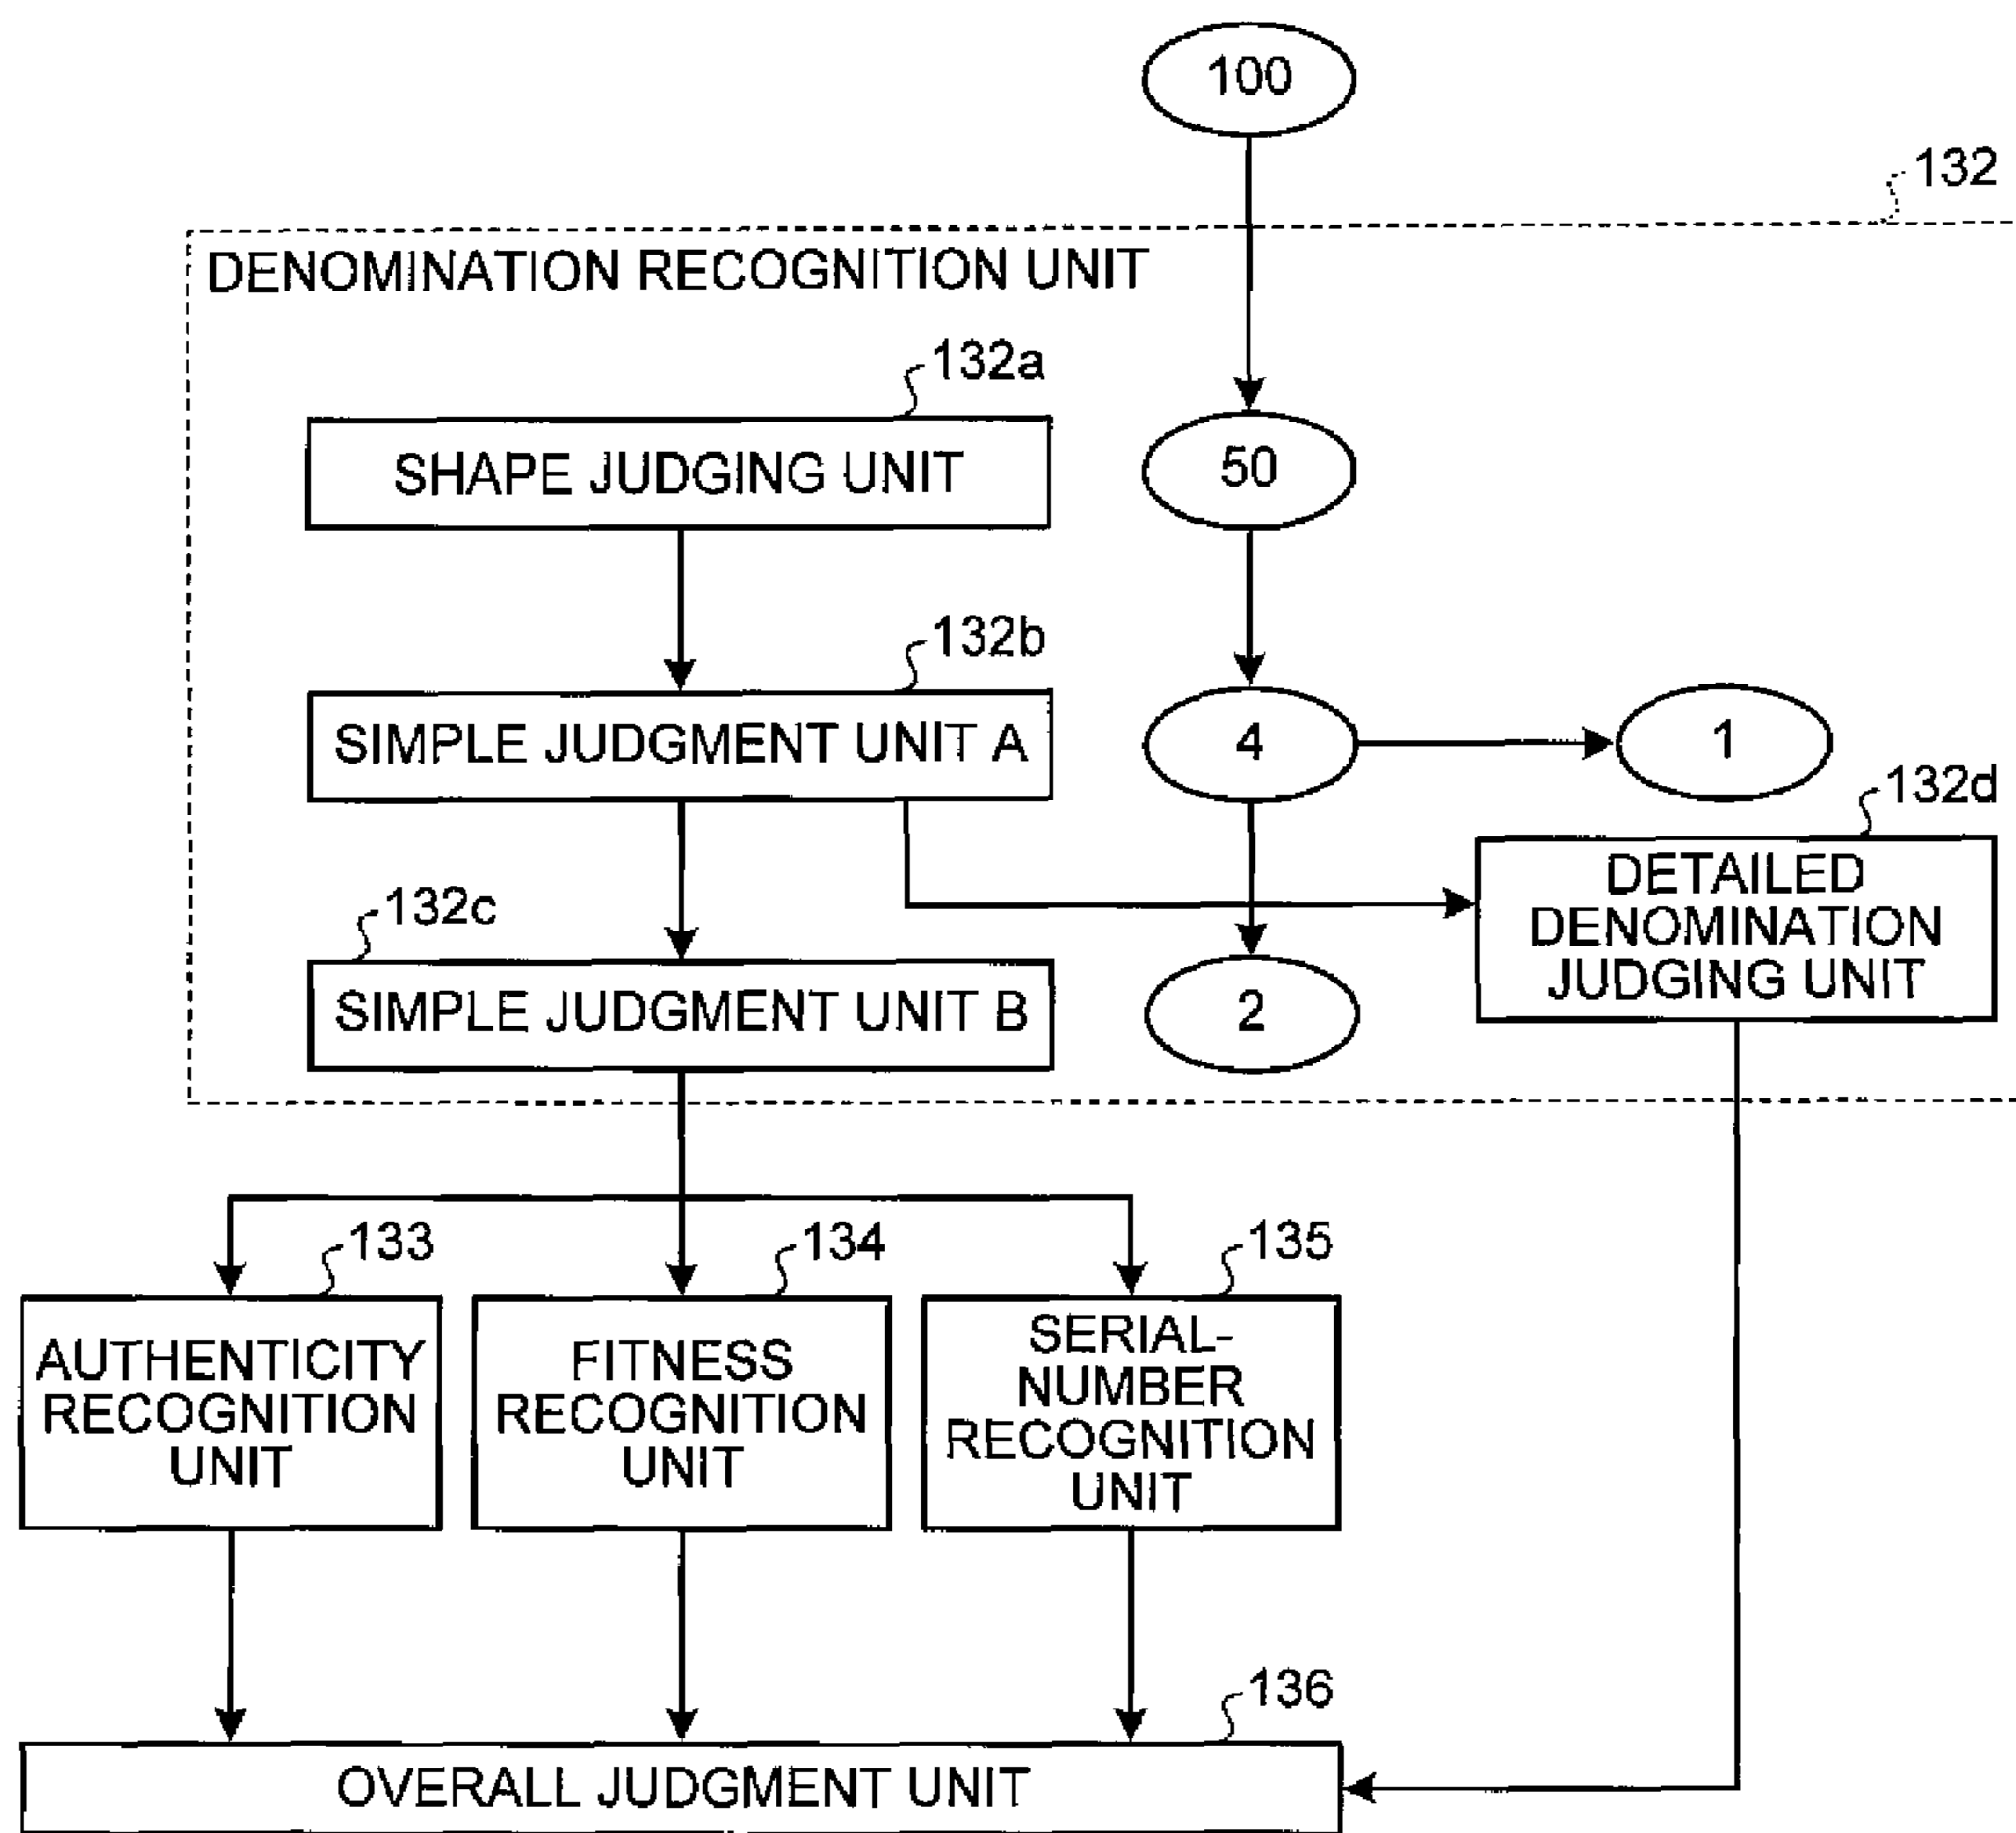 100
132
DENOMINATION RECOGNITION UNIT
132a
SHAPE JUDGING UNIT
50
132b
SIMPLE JUDGMENT UNIT A
4
1
132d
DETAILED
DENOMINATION
JUDGING UNIT
132c
SIMPLE JUDGMENT UNIT B
2
133
AUTHENTICITY
RECOGNITION
UNIT
134
FITNESS
RECOGNITION
UNIT
135
SERIAL-
NUMBER
RECOGNITION
UNIT
136
OVERALL JUDGMENT UNIT